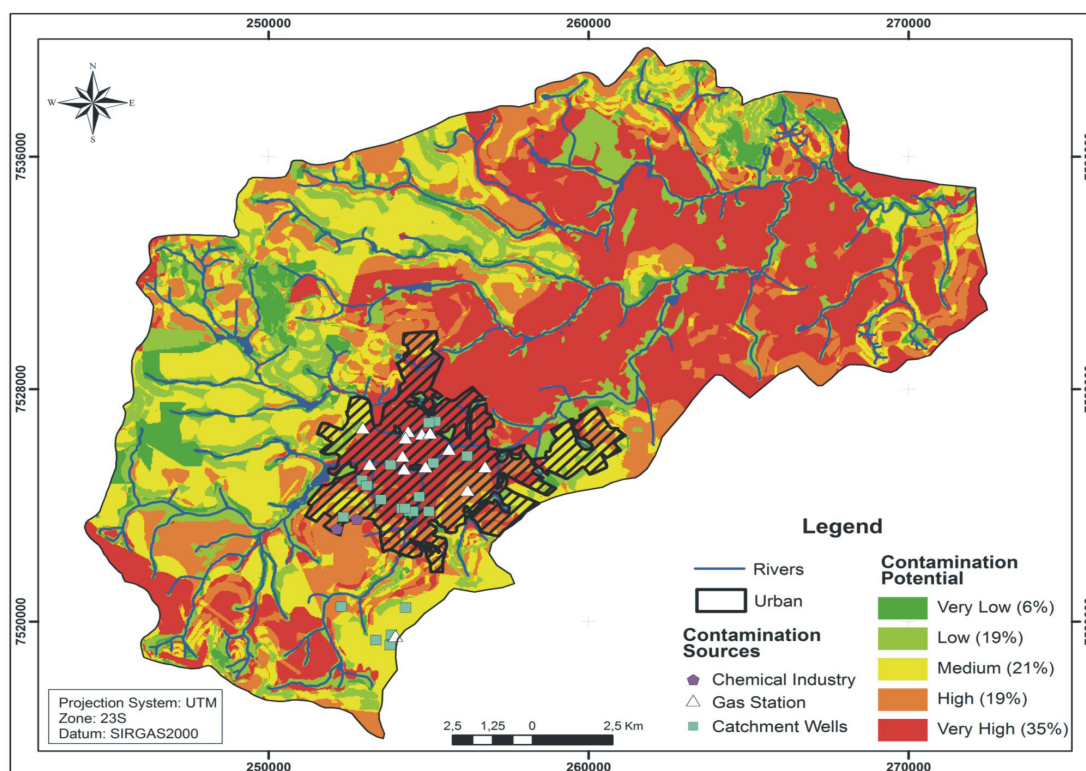 250000
260000
270000
N
W
E
S
7536000
7528000
7520000
Legend
Rivers
Urban
Contamination
Sources
Chemical Industry
Gas Station
Catchment Wells
Contamination
Potential
Very Low (6%)
Low (19%)
Medium (21%)
High (19%)
Very High (35%)
Projection System: UTM
Zone: 23S
Datum: SIRGAS2000
2,5 1,25 0 2,5 Km
250000
260000
270000